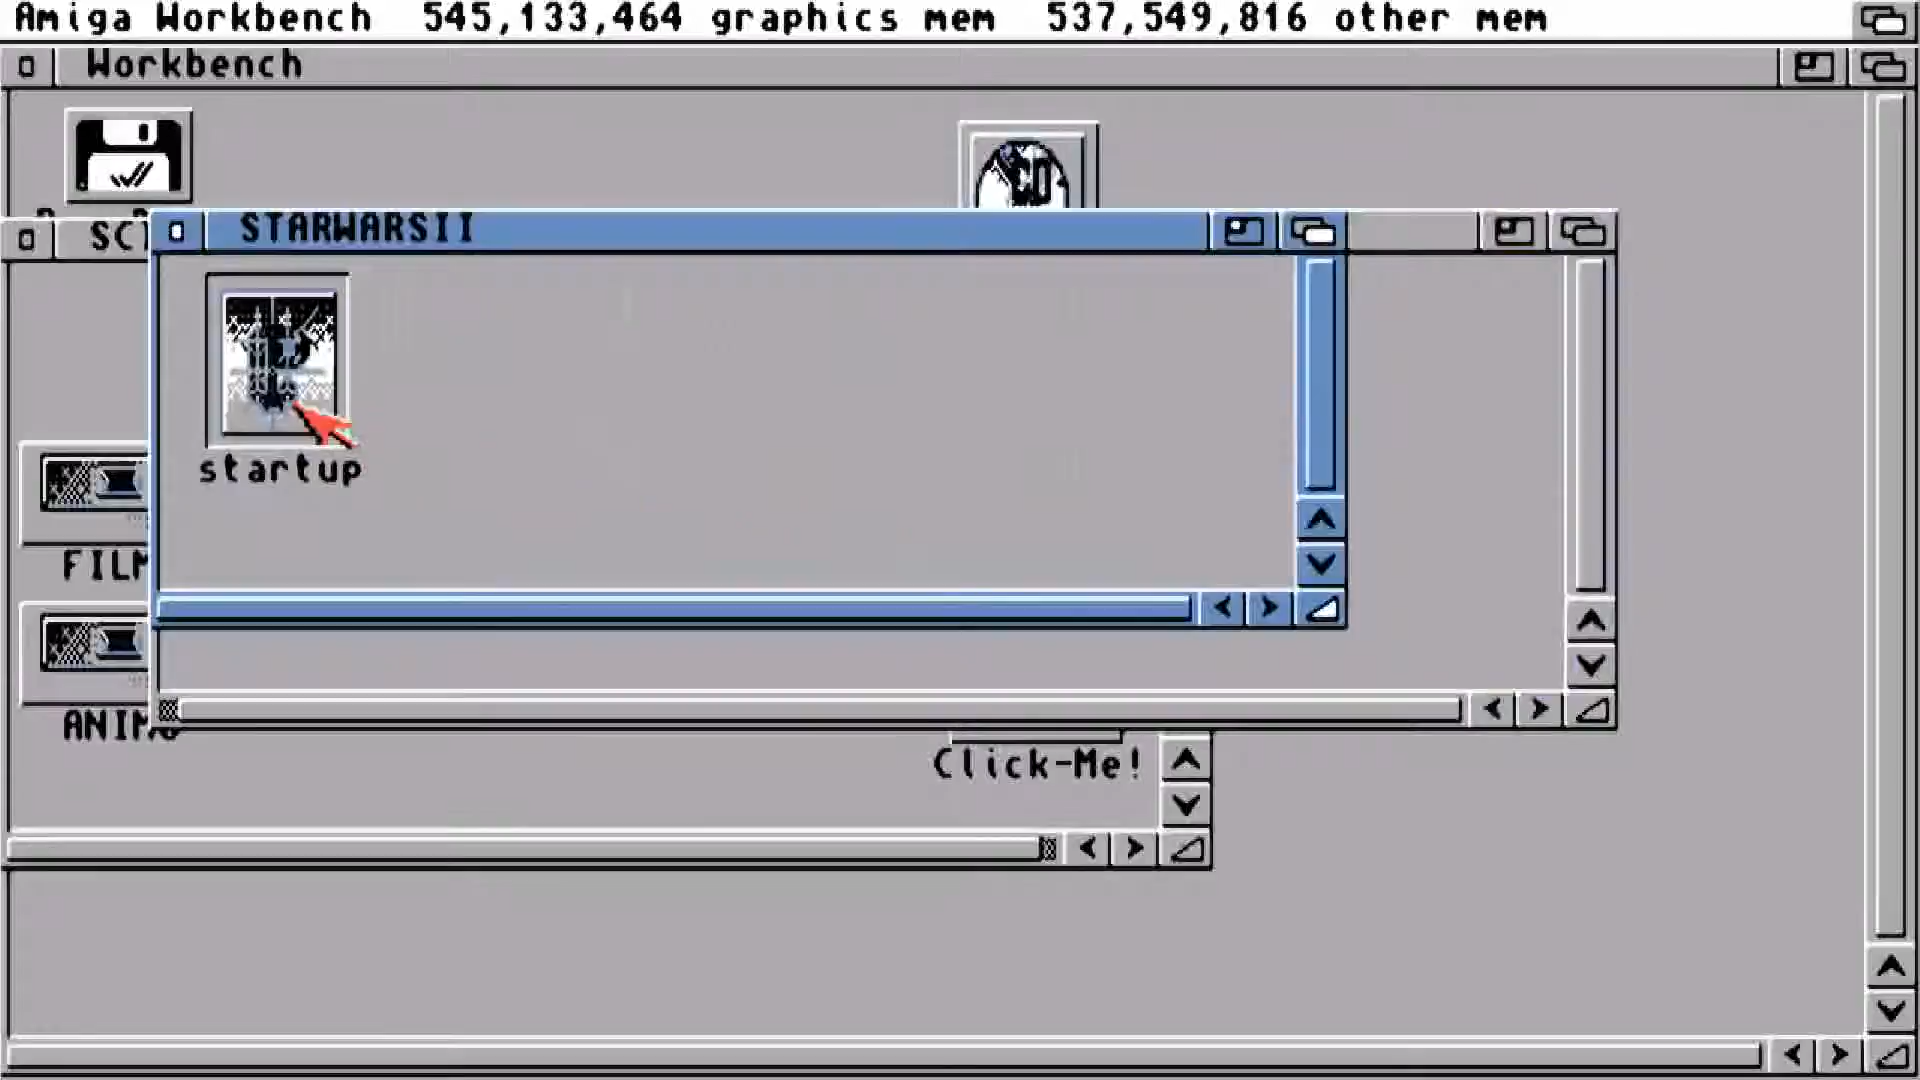 Amiga Workbench 545,133,464 graphics mem 537,549,816 other mem
Workbench
STARWARSII
startup
Click-Me!